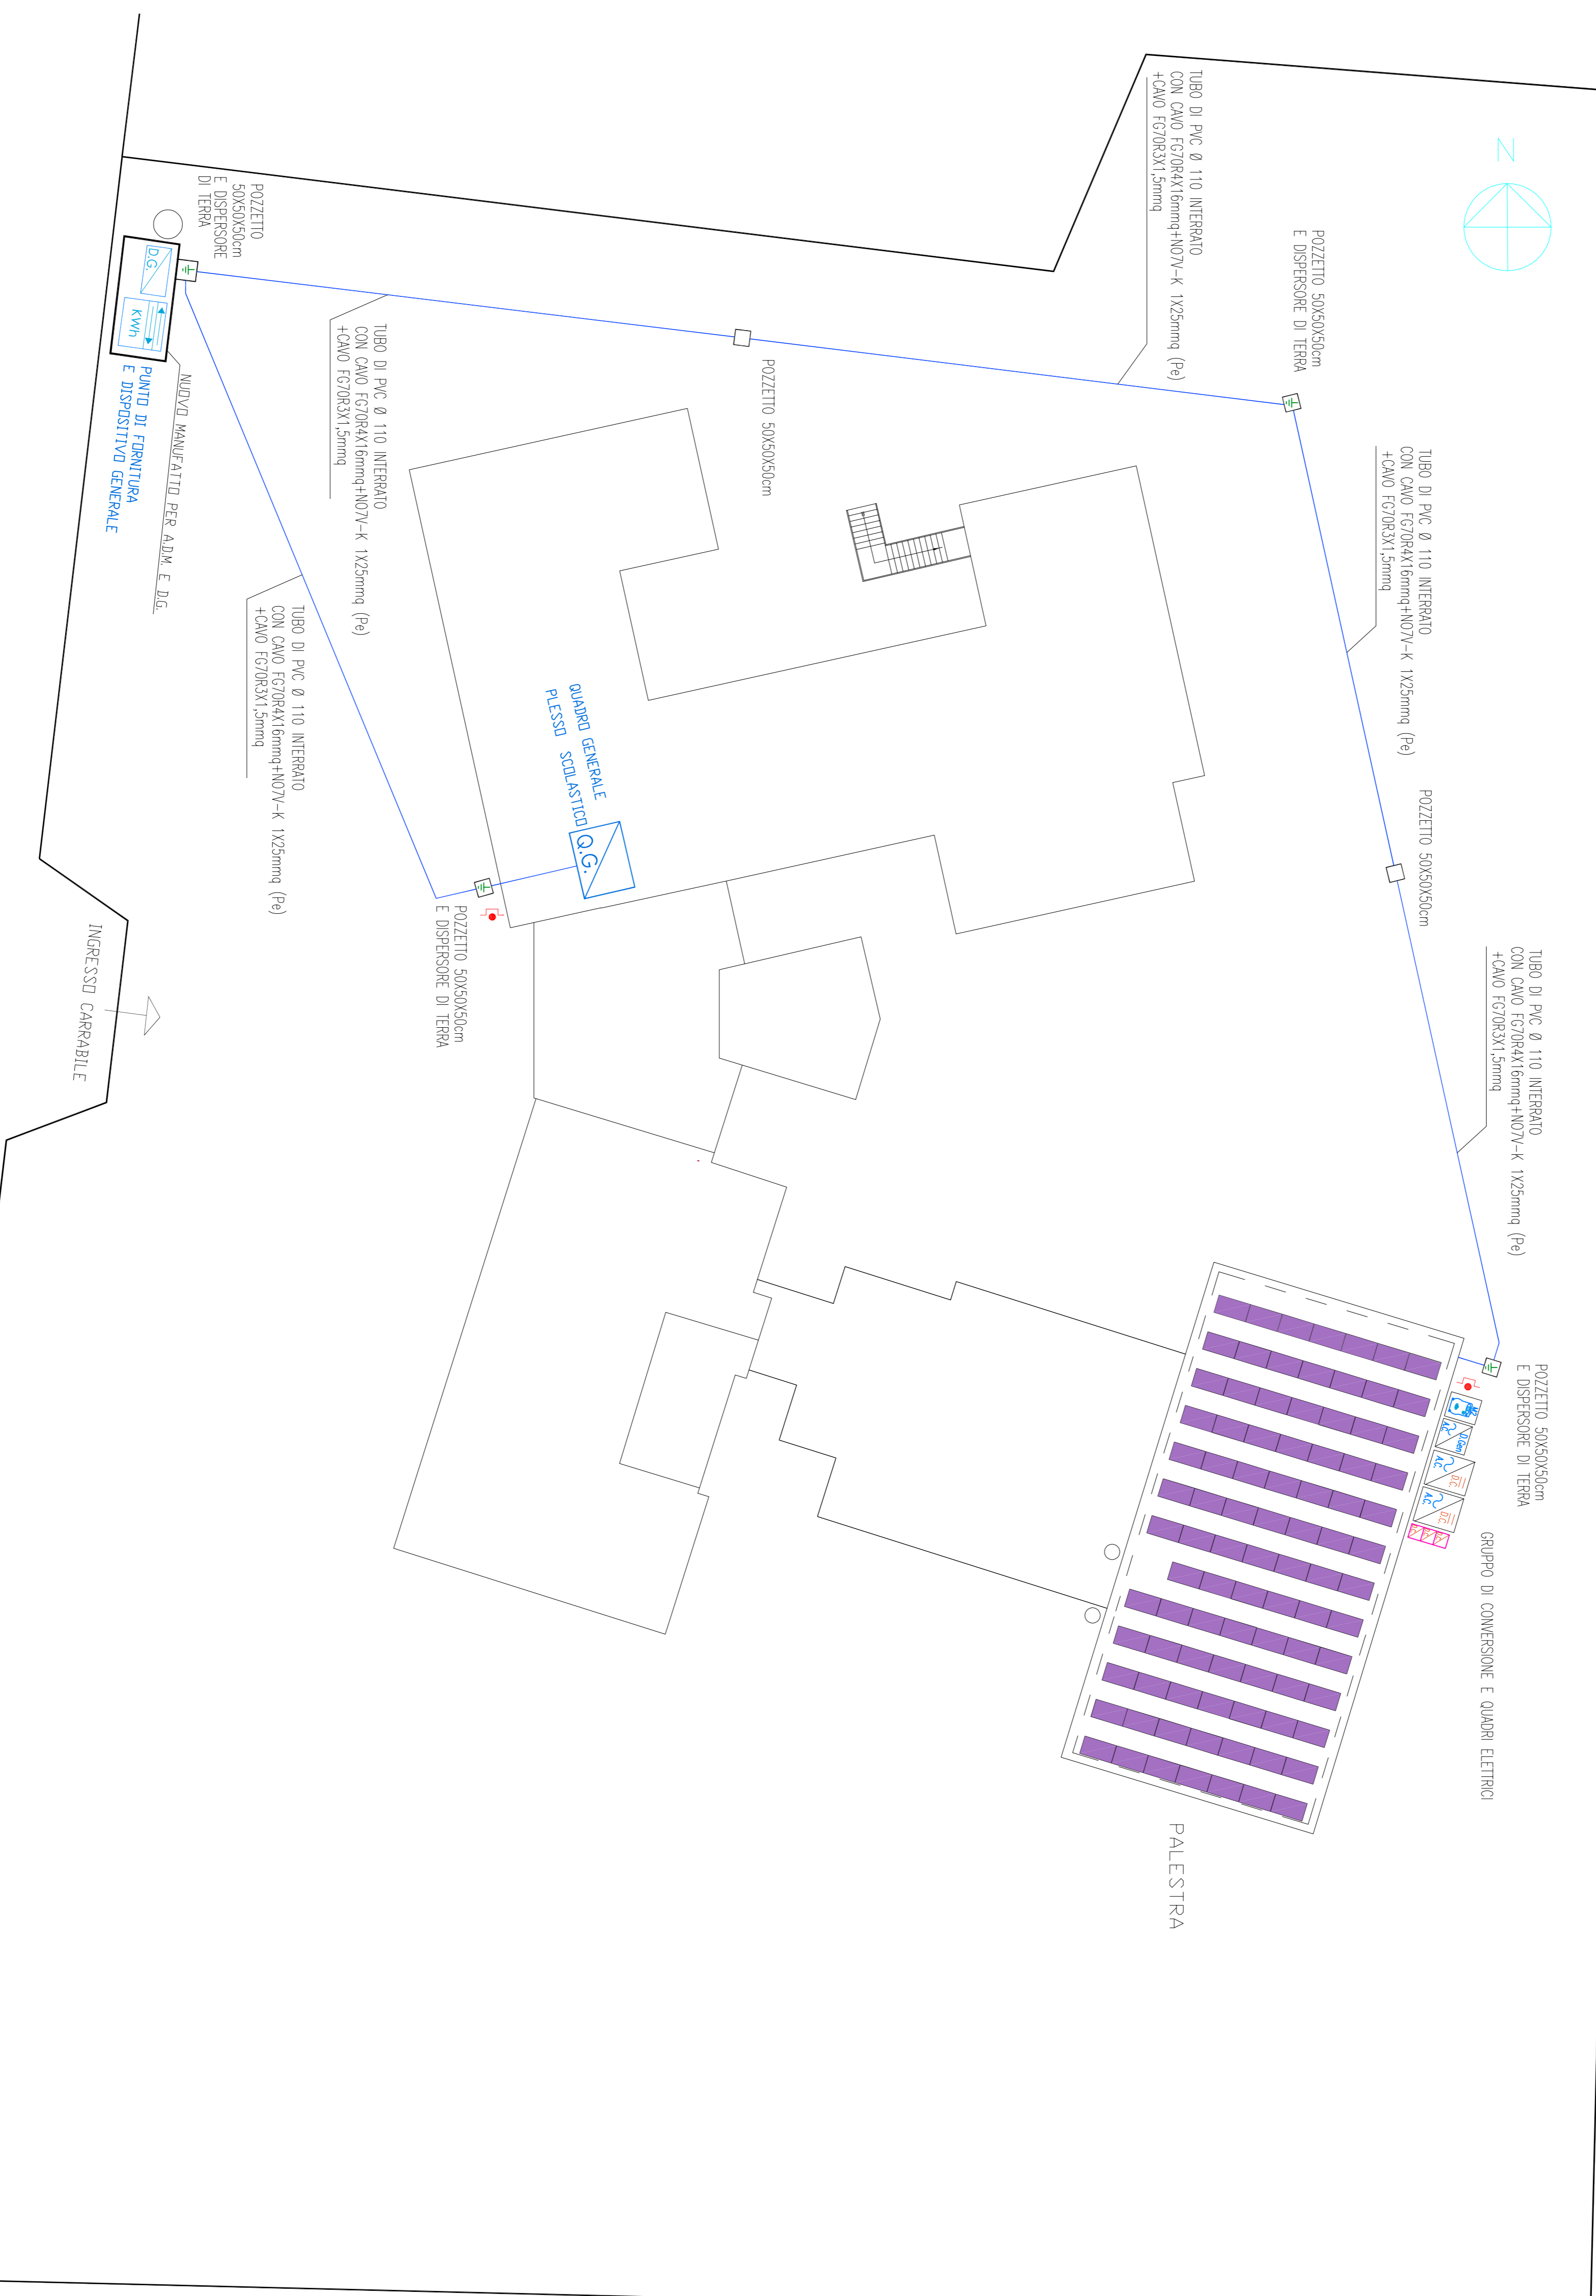 N
POZZETTO 50X50X50cm
E DISPERSORE DI TERRA
TUBO DI PVC Ø 110 INTERRATO
CON CAVO FG7OR4X16mmq+NO7V-K 1X25mmq (Pe)
+CAVO FG7OR3X1,5mmq
TUBO DI PVC Ø 110 INTERRATO
CON CAVO FG7OR4X16mmq+NO7V-K 1X25mmq (Pe)
+CAVO FG7OR3X1,5mmq
POZZETTO 50X50X50cm
TUBO DI PVC Ø 110 INTERRATO
CON CAVO FG7OR4X16mmq+NO7V-K 1X25mmq (Pe)
+CAVO FG7OR3X1,5mmq
POZZETTO 50X50X50cm
E DISPERSORE DI TERRA
GRUPPO DI CONVERSIONE E QUADRI ELETTRICI
M2
Q.Gen
A.C.
D.C.
A.C.
D.C.
A.C.
PALESTRA
POZZETTO 50X50X50cm
TUBO DI PVC Ø 110 INTERRATO
CON CAVO FG7OR4X16mmq+NO7V-K 1X25mmq (Pe)
+CAVO FG7OR3X1,5mmq
QUADRO GENERALE
PLESSO SCOLASTICO
Q.G.
POZZETTO 50X50X50cm
E DISPERSORE DI TERRA
TUBO DI PVC Ø 110 INTERRATO
CON CAVO FG7OR4X16mmq+NO7V-K 1X25mmq (Pe)
+CAVO FG7OR3X1,5mmq
POZZETTO
50X50X50cm
E DISPERSORE
DI TERRA
D.G.
KWh
NUOVO MANUFATTO PER A.D.M. E D.G.
PUNTO DI FORNITURA
E DISPOSITIVO GENERALE
INGRESSO CARRABILE